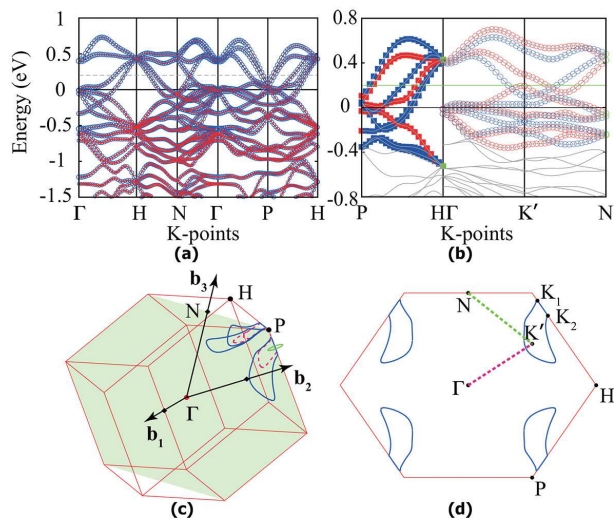 Energy (eV)
1
0.5
0
-0.5
-1
-1.5
Γ H N Γ P H
K-points
(a)
0.8
0.4
0
-0.4
-0.8
P HΓ K′ N
K-points
(b)
b3
H
N
P
b2
Γ
b1
(c)
N K1
K2
K′
Γ
H
P
(d)